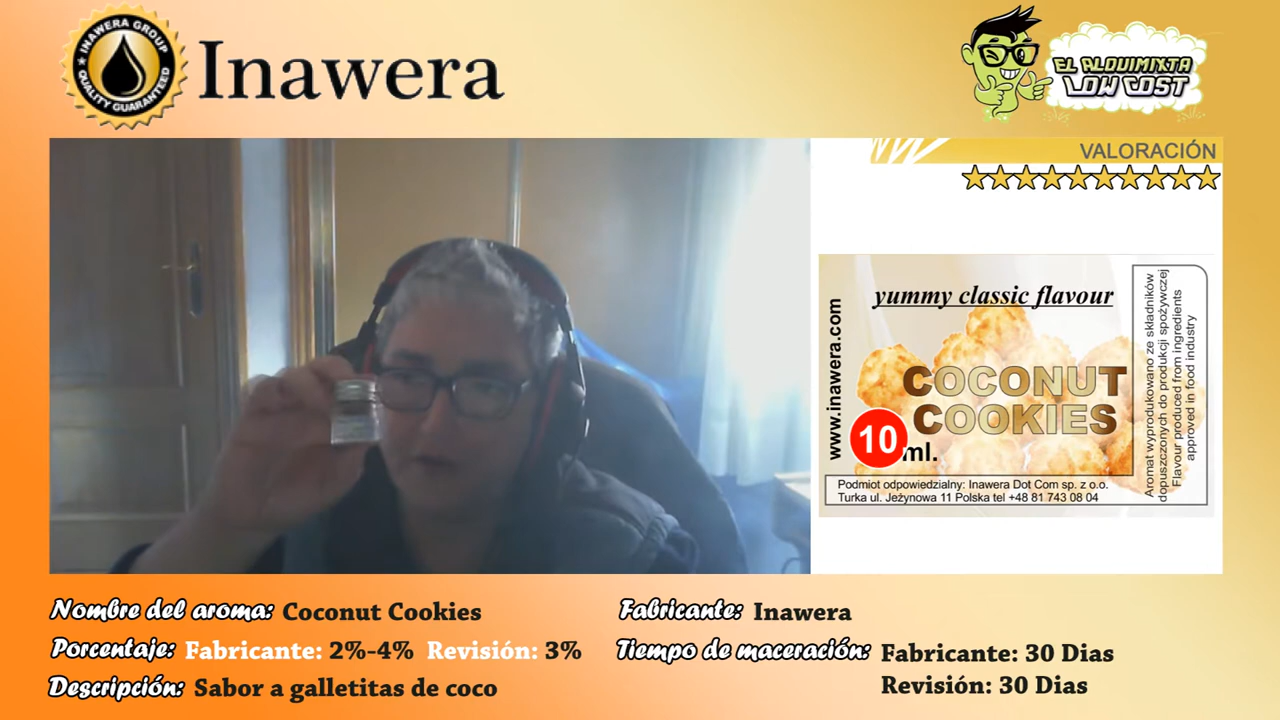 INAWERA GROUP
QUALITY GUARANTEED
Inawera
EL ALQUIMIXTA
LOW COST
VALORACIÓN
www.inawera.com
yummy classic flavour
COCONUT
COOKIES
10 ml.
Podmiot odpowiedzialny: Inawera Dot Com sp. z o.o.
Turka ul. Jeżynowa 11 Polska tel +48 81 743 08 04
Aromat wyprodukowano ze składników
dopuszczonych do produkcji spożywczej
Flavour produced from ingredients
approved in food industry
Nombre del aroma: Coconut Cookies
Fabricante: Inawera
Porcentaje: Fabricante: 2%-4% Revisión: 3%
Tiempo de maceración: Fabricante: 30 Dias
Revisión: 30 Dias
Descripción: Sabor a galletitas de coco